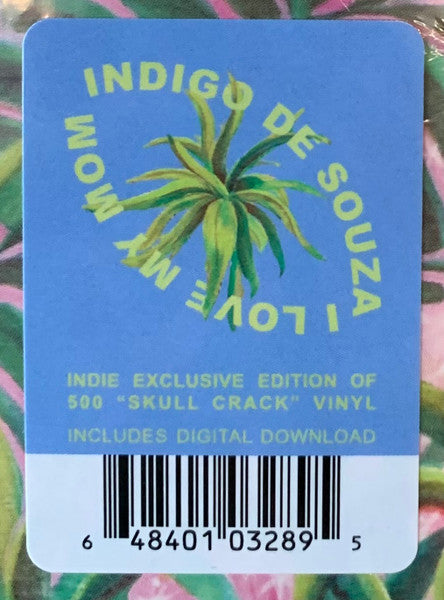 INDIGO DE SOUZA
I LOVE MY MOM
INDIE EXCLUSIVE EDITION OF
500 “SKULL CRACK” VINYL
INCLUDES DIGITAL DOWNLOAD
6 48401 03289 5